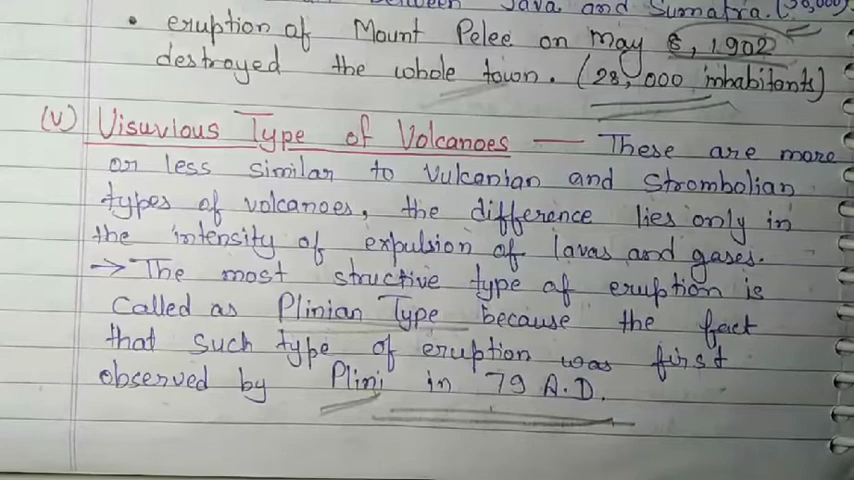 between Java and Sumatra. (36,000).
• eruption of Mount Pelee on may 8, 1902
destroyed the whole town. (28,000 inhabitants)
(v) Visuvious Type of Volcanoes — These are more
or less similar to Vulcanian and Strombolian
types of volcanoes, the difference lies only in
the intensity of expulsion of lavas and gases.
→ The most structive type of eruption is
called as Plinian Type because the fact
that such type of eruption was first
observed by Plini in 79 A.D.